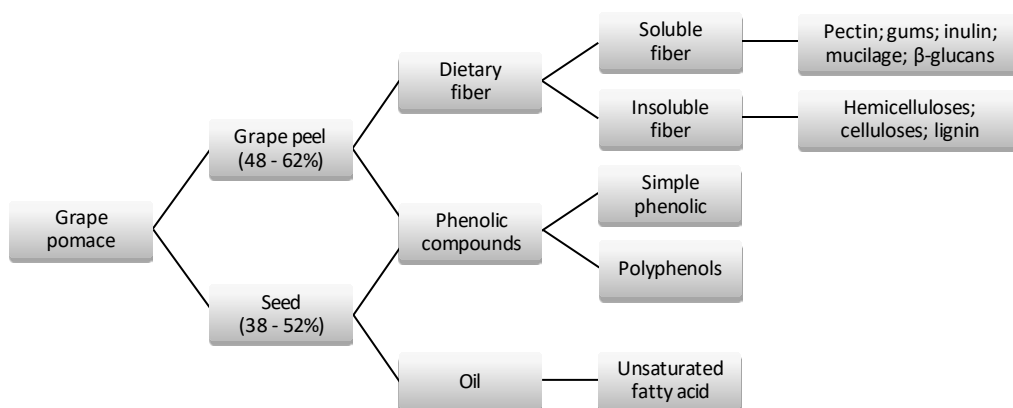 Grape
pomace
Grape peel
(48 - 62%)
Seed
(38 - 52%)
Dietary
fiber
Phenolic
compounds
Oil
Soluble
fiber
Insoluble
fiber
Simple
phenolic
Polyphenols
Unsaturated
fatty acid
Pectin; gums; inulin;
mucilage; β-glucans
Hemicelluloses;
celluloses; lignin